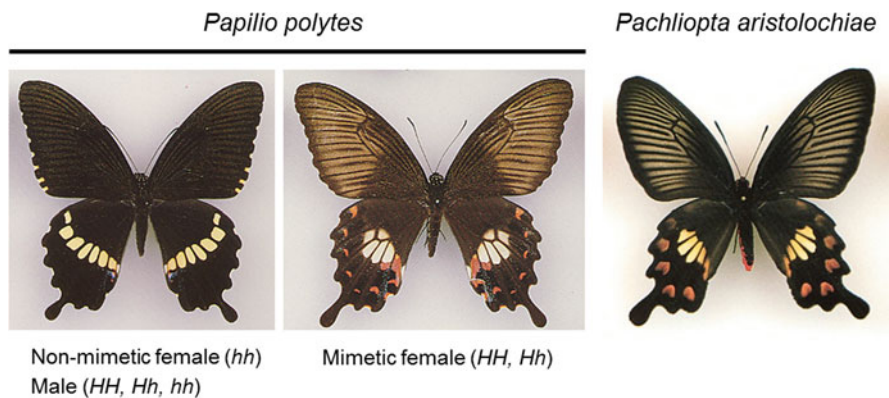 Papilio polytes
Pachliopta aristolochiae
Non-mimetic female (hh)
Male (HH, Hh, hh)
Mimetic female (HH, Hh)